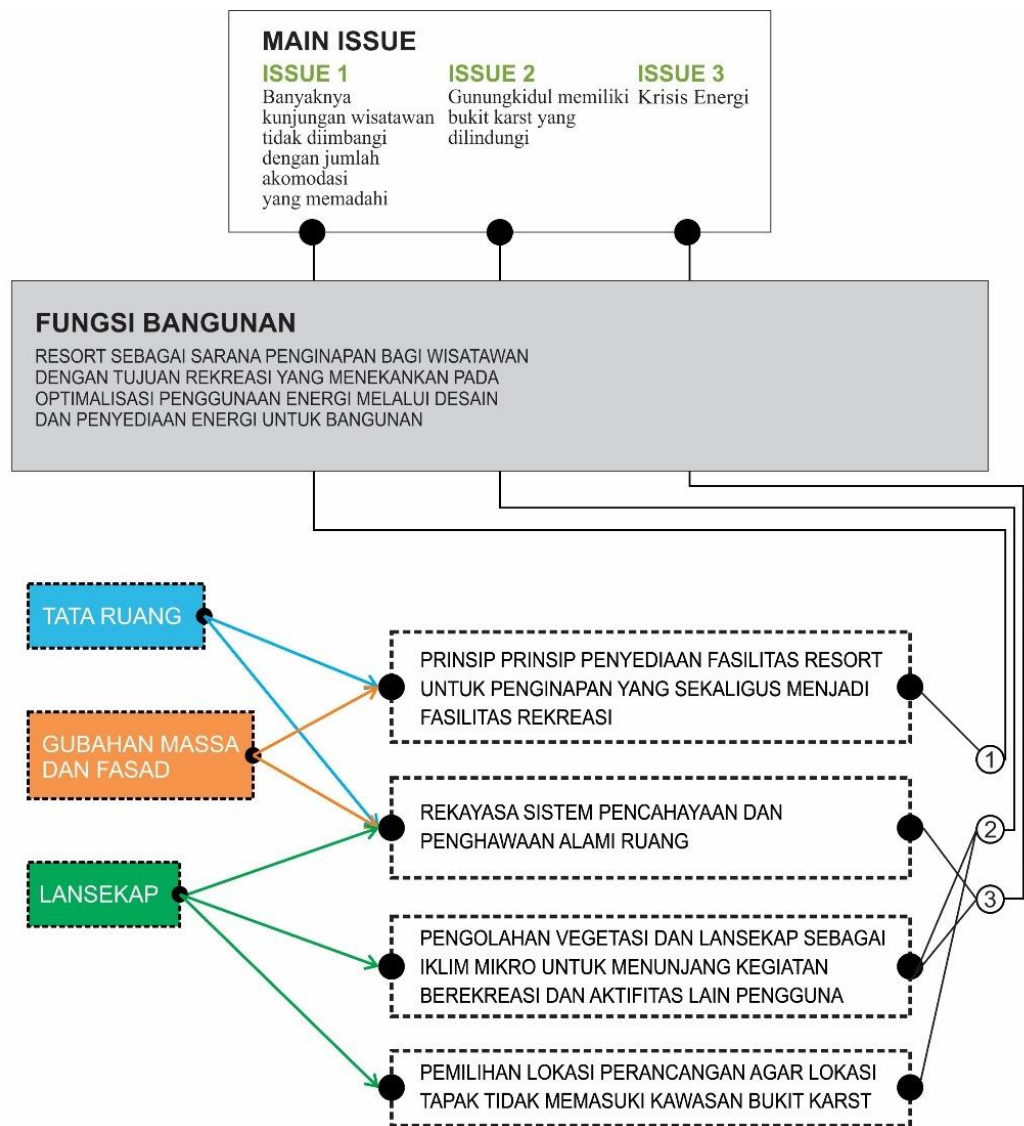 MAIN ISSUE
ISSUE 1
Banyaknya
kunjungan wisatawan
tidak diimbangi
dengan jumlah
akomodasi
yang memadahi
ISSUE 2
Gunungkidul memiliki
bukit karst yang
dilindungi
ISSUE 3
Krisis Energi
FUNGSI BANGUNAN
RESORT SEBAGAI SARANA PENGINAPAN BAGI WISATAWAN
DENGAN TUJUAN REKREASI YANG MENEKANKAN PADA
OPTIMALISASI PENGGUNAAN ENERGI MELALUI DESAIN
DAN PENYEDIAAN ENERGI UNTUK BANGUNAN
TATA RUANG
GUBAHAN MASSA
DAN FASAD
LANSEKAP
PRINSIP PRINSIP PENYEDIAAN FASILITAS RESORT
UNTUK PENGINAPAN YANG SEKALIGUS MENJADI
FASILITAS REKREASI
REKAYASA SISTEM PENCAHAYAAN DAN
PENGHAWAAN ALAMI RUANG
PENGOLAHAN VEGETASI DAN LANSEKAP SEBAGAI
IKLIM MIKRO UNTUK MENUNJANG KEGIATAN
BEREKREASI DAN AKTIFITAS LAIN PENGGUNA
PEMILIHAN LOKASI PERANCANGAN AGAR LOKASI
TAPAK TIDAK MEMASUKI KAWASAN BUKIT KARST
1
2
3